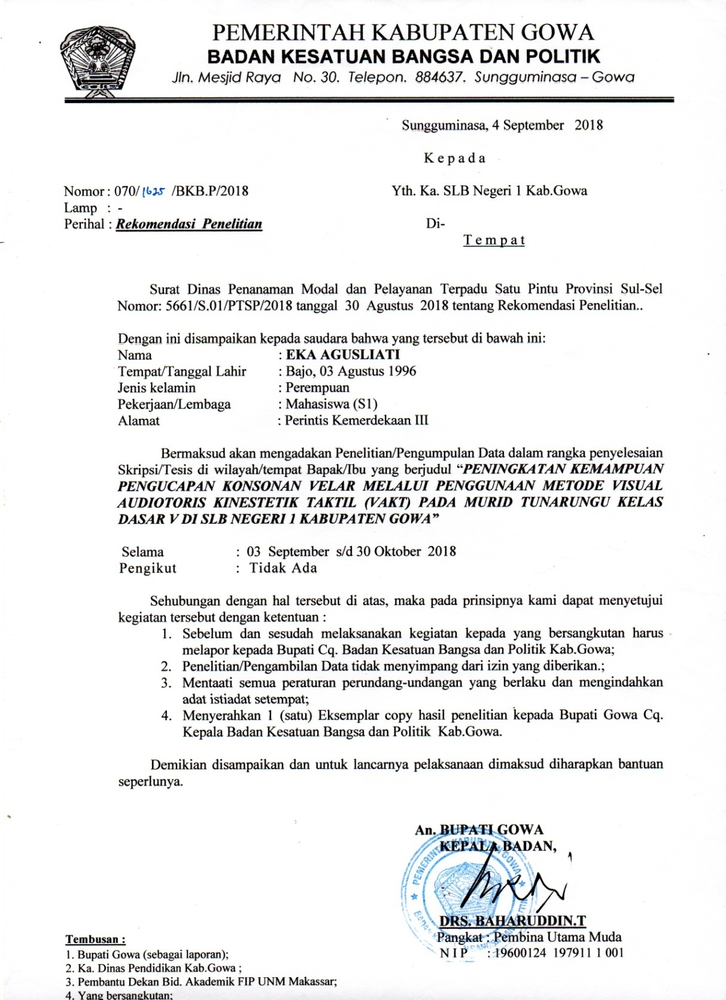 PEMERINTAH KABUPATEN GOWA
BADAN KESATUAN BANGSA DAN POLITIK
Jln. Mesjid Raya No. 30. Telepon. 884637. Sungguminasa – Gowa
Sungguminasa, 4 September 2018
K e p a d a
Nomor : 070/ 1625 /BKB.P/2018
Yth. Ka. SLB Negeri 1 Kab.Gowa
Lamp : -
Perihal : Rekomendasi Penelitian
Di-
T e m p a t
Surat Dinas Penanaman Modal dan Pelayanan Terpadu Satu Pintu Provinsi Sul-Sel
Nomor: 5661/S.01/PTSP/2018 tanggal 30 Agustus 2018 tentang Rekomendasi Penelitian..
Dengan ini disampaikan kepada saudara bahwa yang tersebut di bawah ini:
Nama : EKA AGUSLIATI
Tempat/Tanggal Lahir : Bajo, 03 Agustus 1996
Jenis kelamin : Perempuan
Pekerjaan/Lembaga : Mahasiswa (S1)
Alamat : Perintis Kemerdekaan III
Bermaksud akan mengadakan Penelitian/Pengumpulan Data dalam rangka penyelesaian
Skripsi/Tesis di wilayah/tempat Bapak/Ibu yang berjudul “PENINGKATAN KEMAMPUAN
PENGUCAPAN KONSONAN VELAR MELALUI PENGGUNAAN METODE VISUAL
AUDIOTORIS KINESTETIK TAKTIL (VAKT) PADA MURID TUNARUNGU KELAS
DASAR V DI SLB NEGERI 1 KABUPATEN GOWA”
Selama : 03 September s/d 30 Oktober 2018
Pengikut : Tidak Ada
Sehubungan dengan hal tersebut di atas, maka pada prinsipnya kami dapat menyetujui
kegiatan tersebut dengan ketentuan :
1. Sebelum dan sesudah melaksanakan kegiatan kepada yang bersangkutan harus
melapor kepada Bupati Cq. Badan Kesatuan Bangsa dan Politik Kab.Gowa;
2. Penelitian/Pengambilan Data tidak menyimpang dari izin yang diberikan.;
3. Mentaati semua peraturan perundang-undangan yang berlaku dan mengindahkan
adat istiadat setempat;
4. Menyerahkan 1 (satu) Eksemplar copy hasil penelitian kepada Bupati Gowa Cq.
Kepala Badan Kesatuan Bangsa dan Politik Kab.Gowa.
Demikian disampaikan dan untuk lancarnya pelaksanaan dimaksud diharapkan bantuan
seperlunya.
An. BUPATI GOWA
KEPALA BADAN,
PEMERINTAH KABUPATEN GOWA
DRS. BAHARUDDIN.T
Pangkat : Pembina Utama Muda
N I P : 19600124 197911 1 001
Tembusan :
1. Bupati Gowa (sebagai laporan);
2. Ka. Dinas Pendidikan Kab.Gowa ;
3. Pembantu Dekan Bid. Akademik FIP UNM Makassar;
4. Yang bersangkutan;